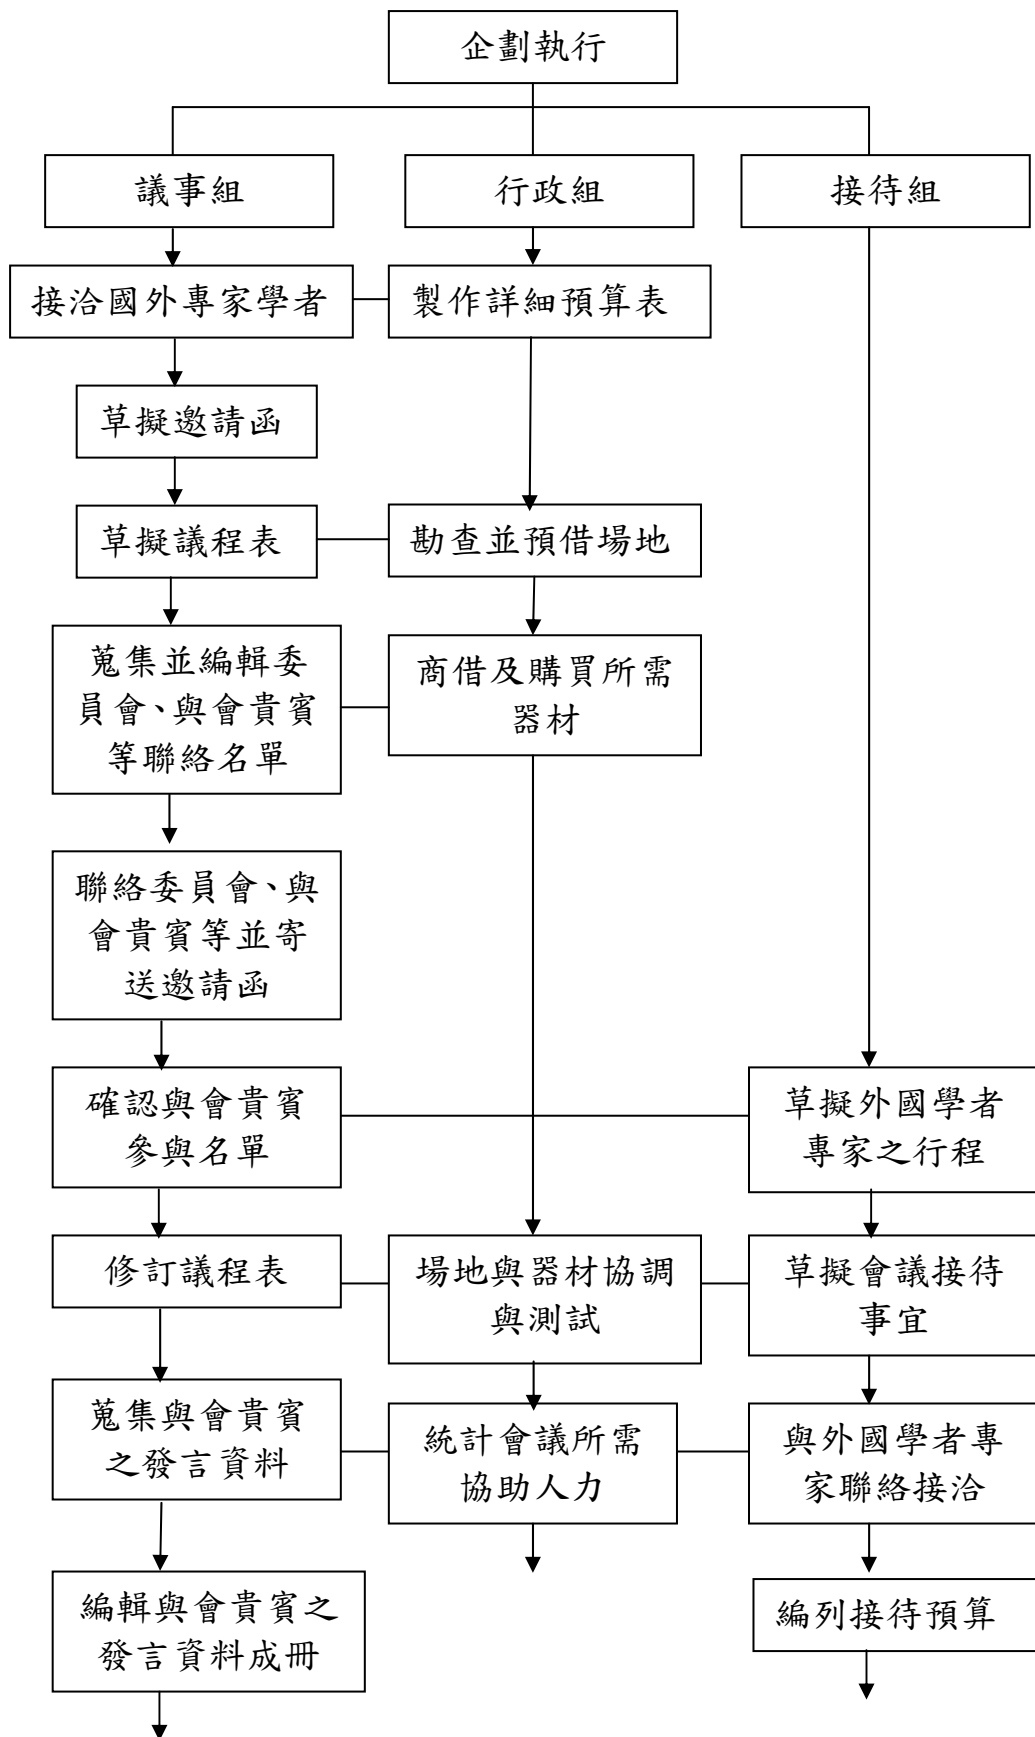 企劃執行
議事組
行政組
接待組
接洽國外專家學者
製作詳細預算表
草擬邀請函
草擬議程表
勘查並預借場地
蒐集並編輯委
員會、與會貴賓
等聯絡名單
商借及購買所需
器材
聯絡委員會、與
會貴賓等並寄
送邀請函
確認與會貴賓
參與名單
草擬外國學者
專家之行程
修訂議程表
場地與器材協調
與測試
草擬會議接待
事宜
蒐集與會貴賓
之發言資料
統計會議所需
協助人力
與外國學者專
家聯絡接洽
編輯與會貴賓之
發言資料成冊
編列接待預算